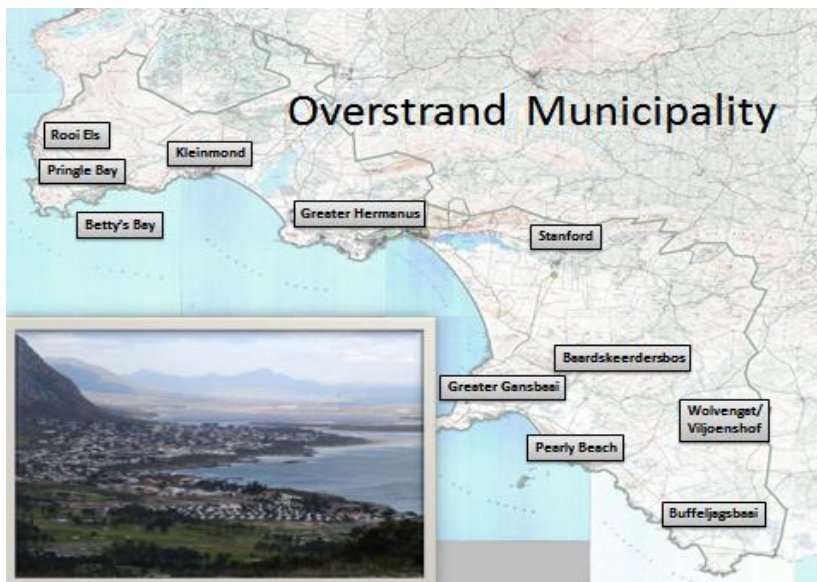 Overstrand Municipality
Rooi Els
Kleinmond
Pringle Bay
Betty's Bay
Greater Hermanus
Stanford
Baardskeerdersbos
Greater Gansbaai
Wolvengat/
Viljoenshof
Pearly Beach
Buffeljagsbaai